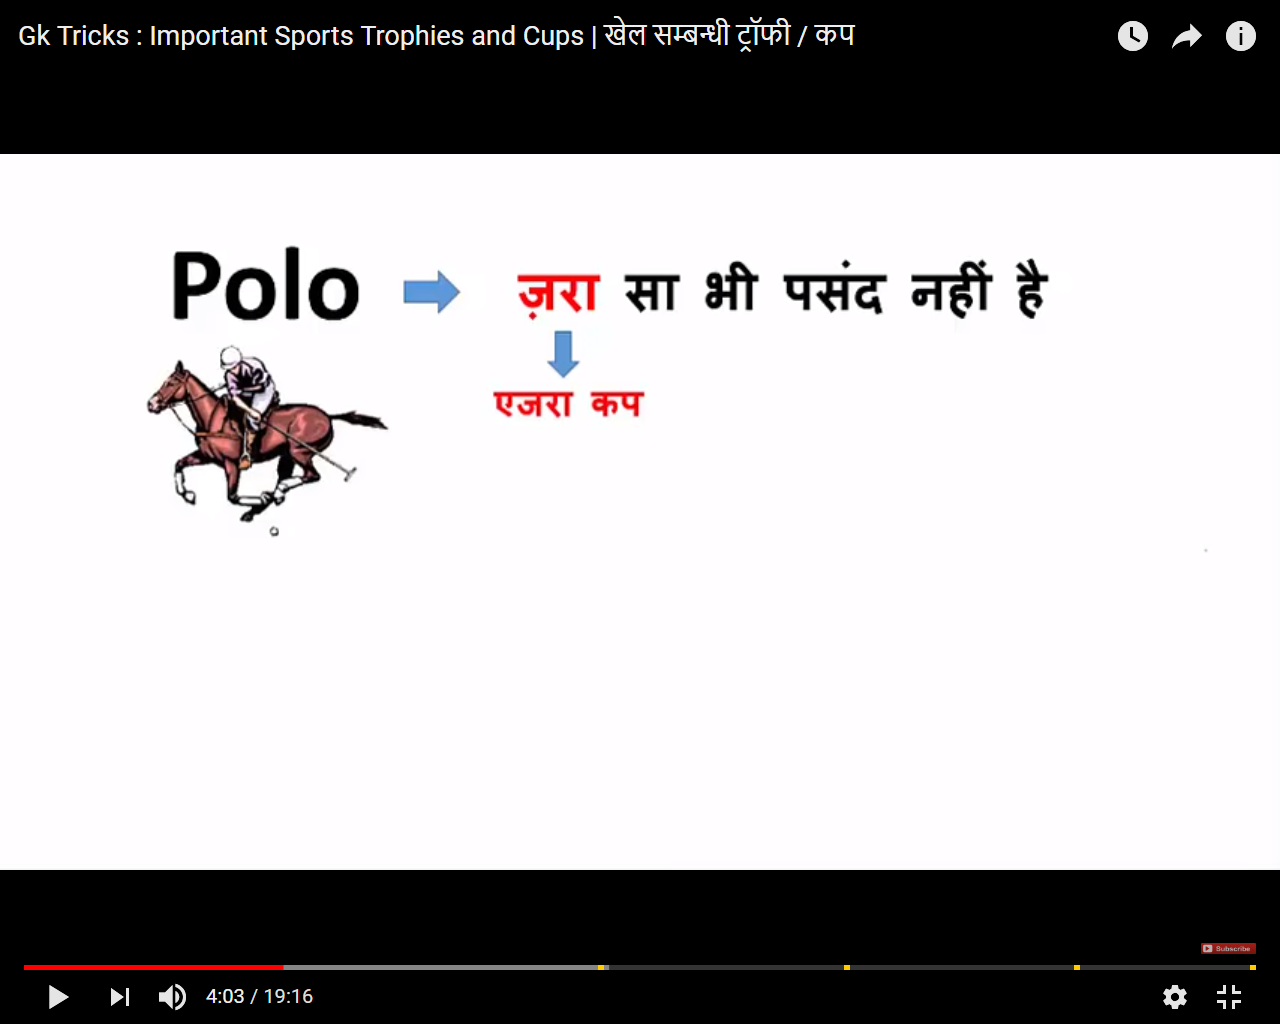 Gk Tricks : Important Sports Trophies and Cups | खेल सम्बन्धी ट्रॉफी / कप
Polo ज़रा सा भी पसंद नहीं है
एजरा कप
Subscribe
4:03 / 19:16